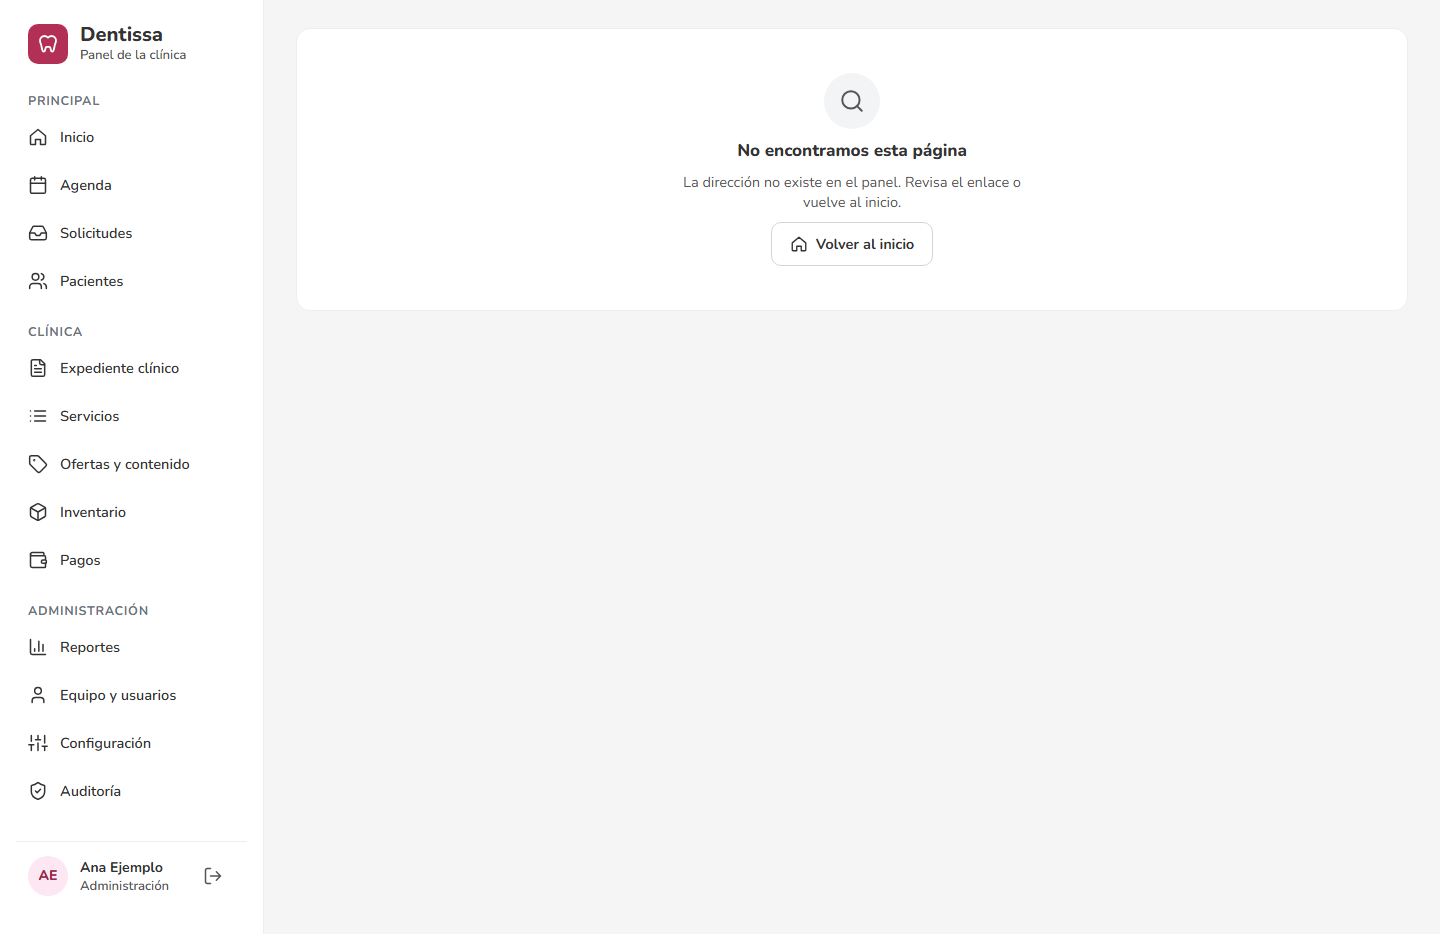 Dentissa
Panel de la clínica
PRINCIPAL
Inicio
Agenda
Solicitudes
Pacientes
CLÍNICA
Expediente clínico
Servicios
Ofertas y contenido
Inventario
Pagos
ADMINISTRACIÓN
Reportes
Equipo y usuarios
Configuración
Auditoría
AE
Ana Ejemplo
Administración
No encontramos esta página
La dirección no existe en el panel. Revisa el enlace o
vuelve al inicio.
Volver al inicio